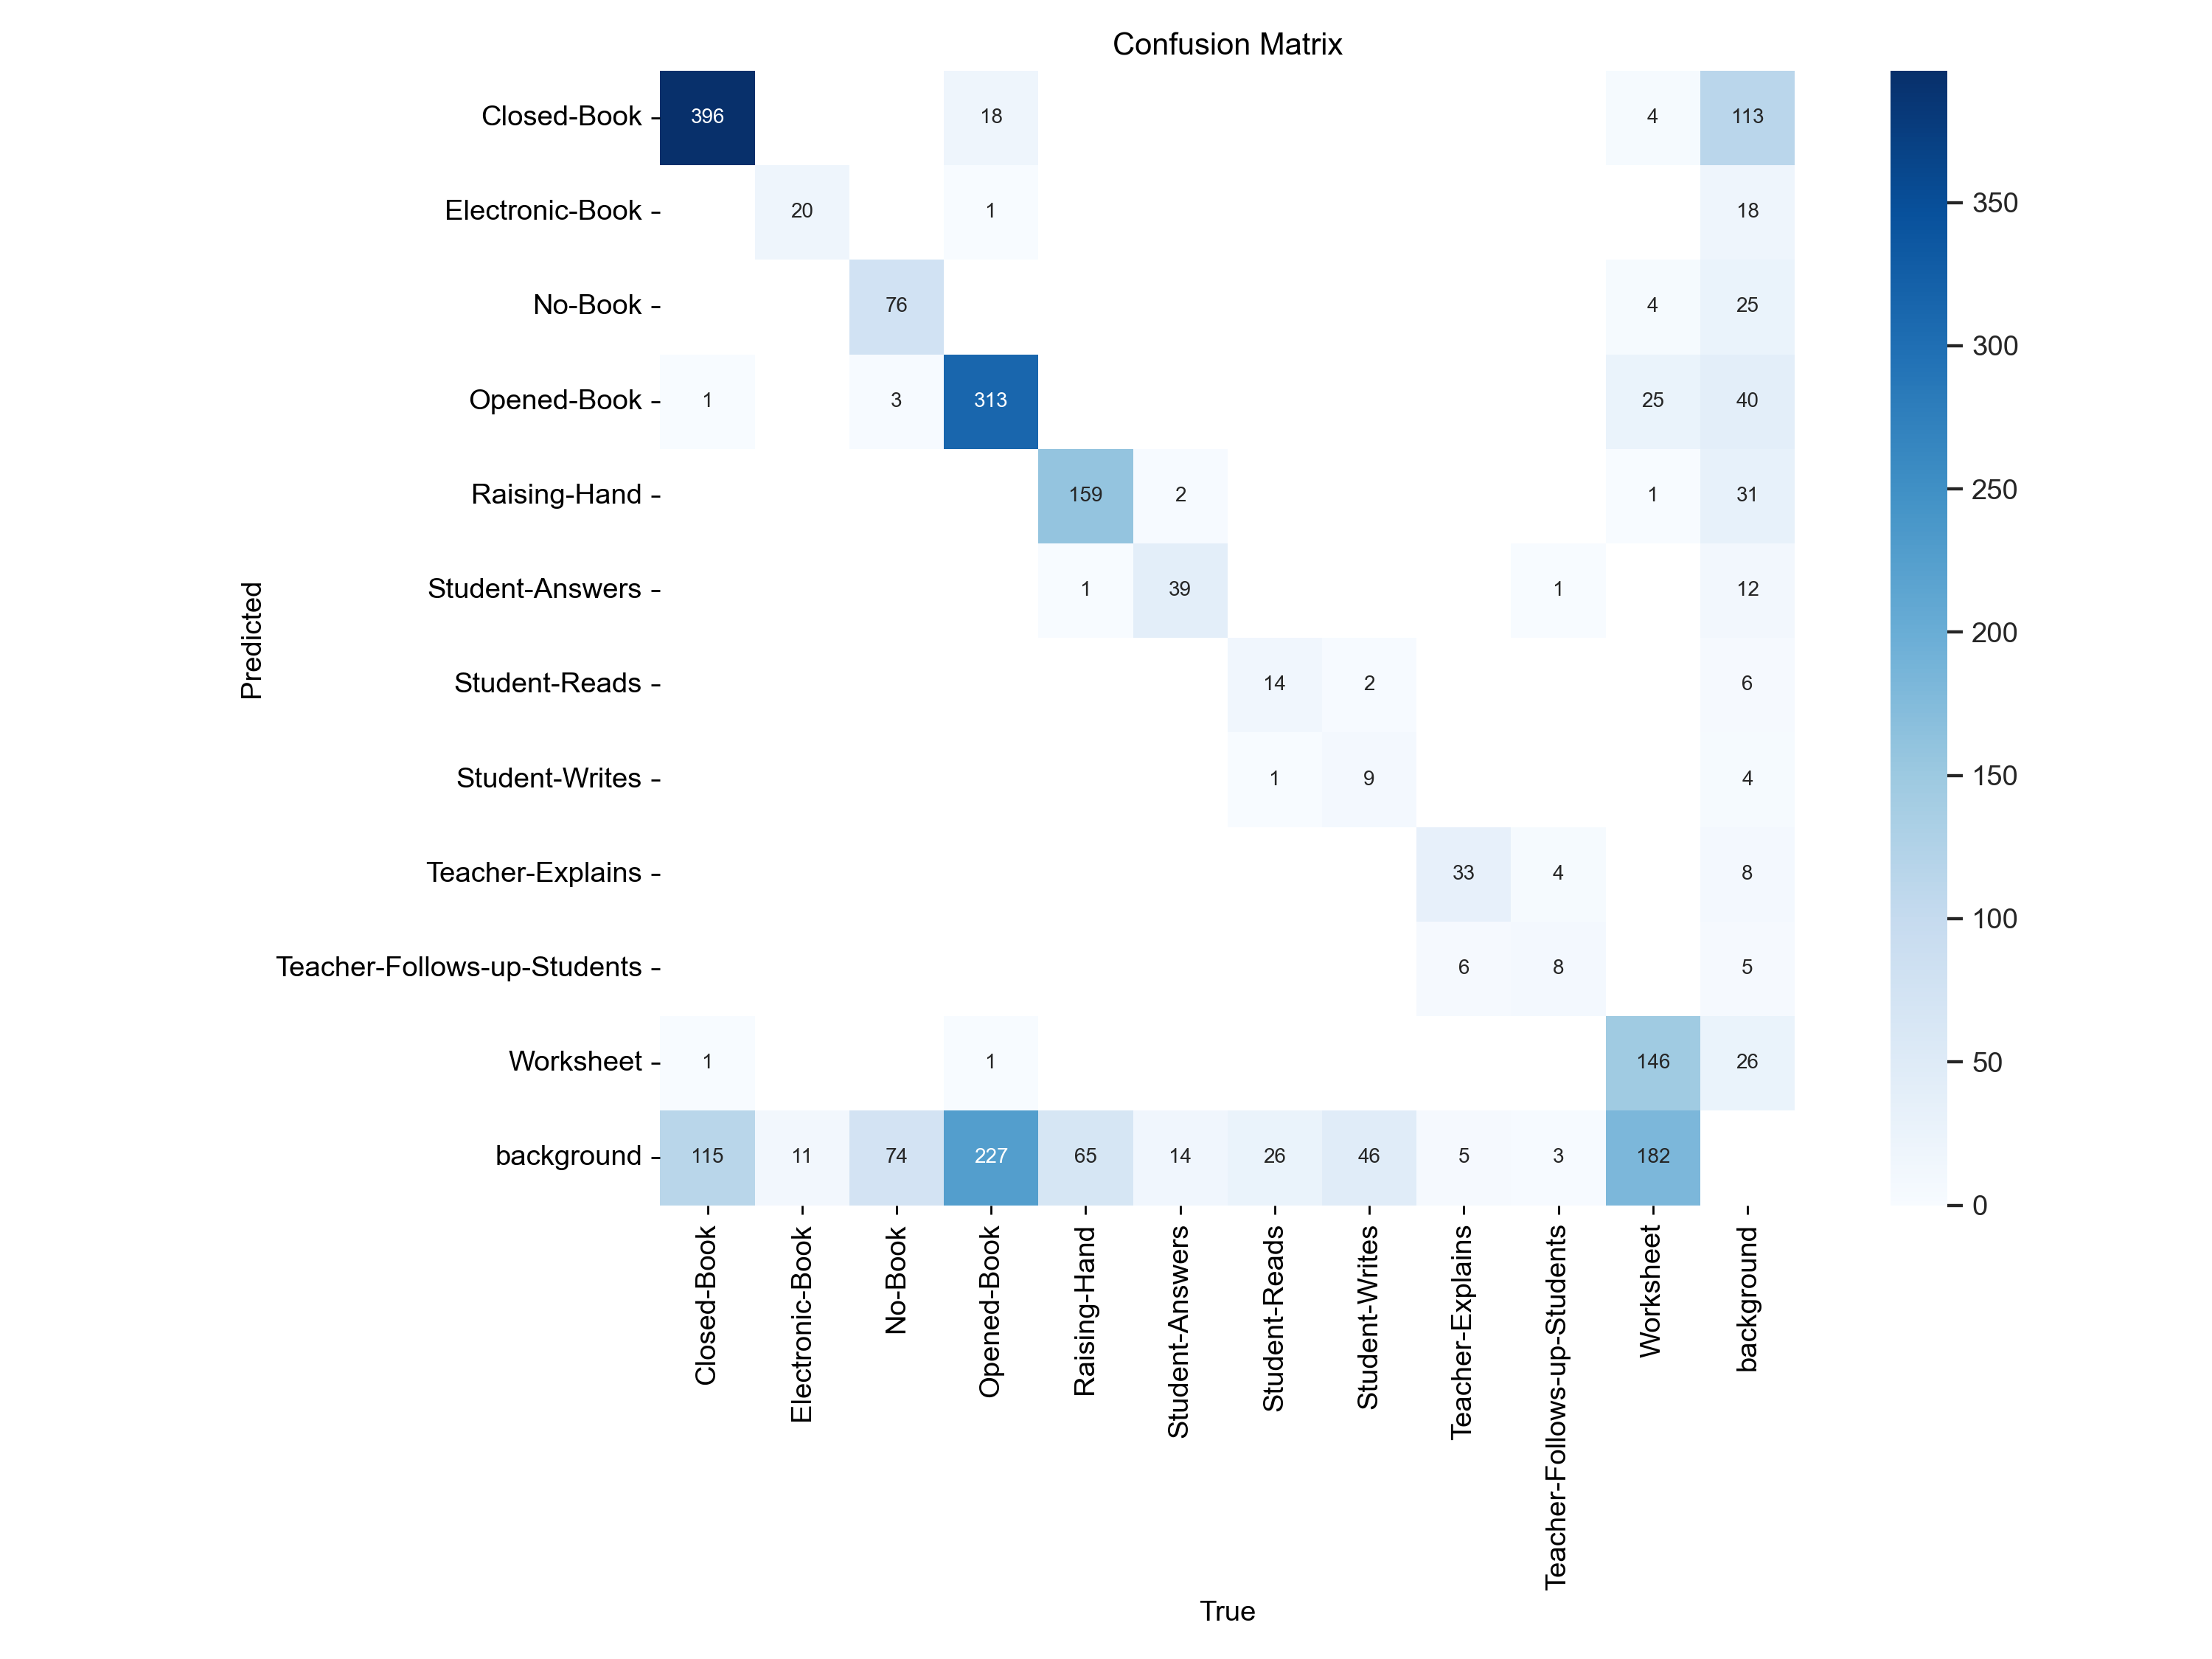 Confusion Matrix
Closed-Book 396 18 4 113
Electronic-Book 20 1 18
No-Book 76 4 25
Opened-Book 1 3 313 25 40
Raising-Hand 159 2 1 31
Student-Answers 1 39 1 12
Student-Reads 14 2 6
Student-Writes 1 9 4
Teacher-Explains 33 4 8
Teacher-Follows-up-Students 6 8 5
Worksheet 1 1 146 26
background 115 11 74 227 65 14 26 46 5 3 182
Predicted
Closed-Book
Electronic-Book
No-Book
Opened-Book
Raising-Hand
Student-Answers
Student-Reads
Student-Writes
Teacher-Explains
Teacher-Follows-up-Students
Worksheet
background
True
350
300
250
200
150
100
50
0